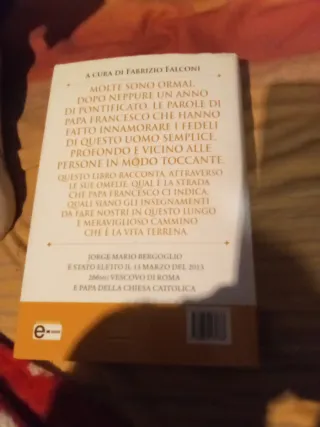 A CURA DI FABRIZIO FALCONI
MOLTE SONO ORMAI,
DOPO NEPPURE UN ANNO
DI PONTIFICATO, LE PAROLE DI
PAPA FRANCESCO CHE HANNO
FATTO INNAMORARE I FEDELI
DI QUESTO UOMO SEMPLICE,
PROFONDO E VICINO ALLE
PERSONE IN MODO TOCCANTE.
QUESTO LIBRO RACCONTA, ATTRAVERSO
LE SUE OMELIE, QUAL È LA STRADA
CHE PAPA FRANCESCO CI INDICA,
QUALI SIANO GLI INSEGNAMENTI
DA FARE NOSTRI IN QUESTO LUNGO
E MERAVIGLIOSO CAMMINO
CHE È LA VITA TERRENA.
JORGE MARIO BERGOGLIO
È STATO ELETTO IL 13 MARZO DEL 2013
266mo VESCOVO DI ROMA
E PAPA DELLA CHIESA CATTOLICA